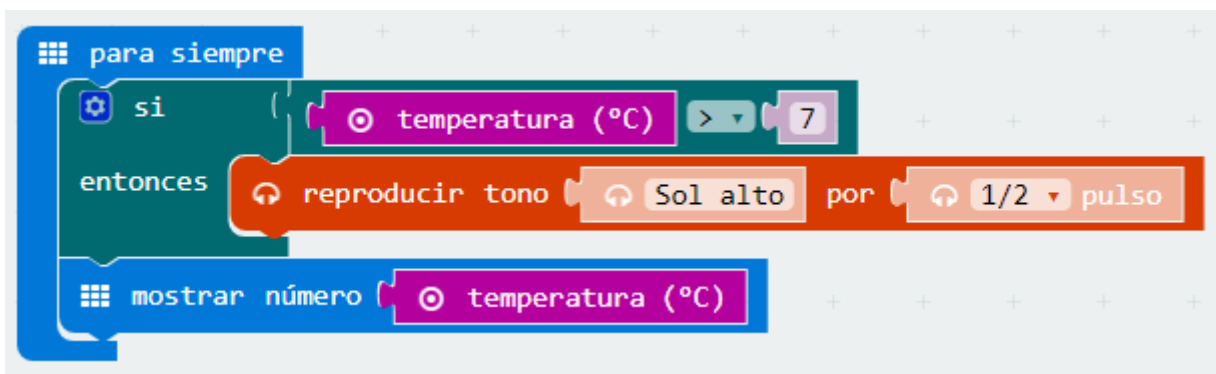 para siempre
si temperatura (°C) > 7
entonces reproducir tono Sol alto por 1/2 pulso
mostrar número temperatura (°C)